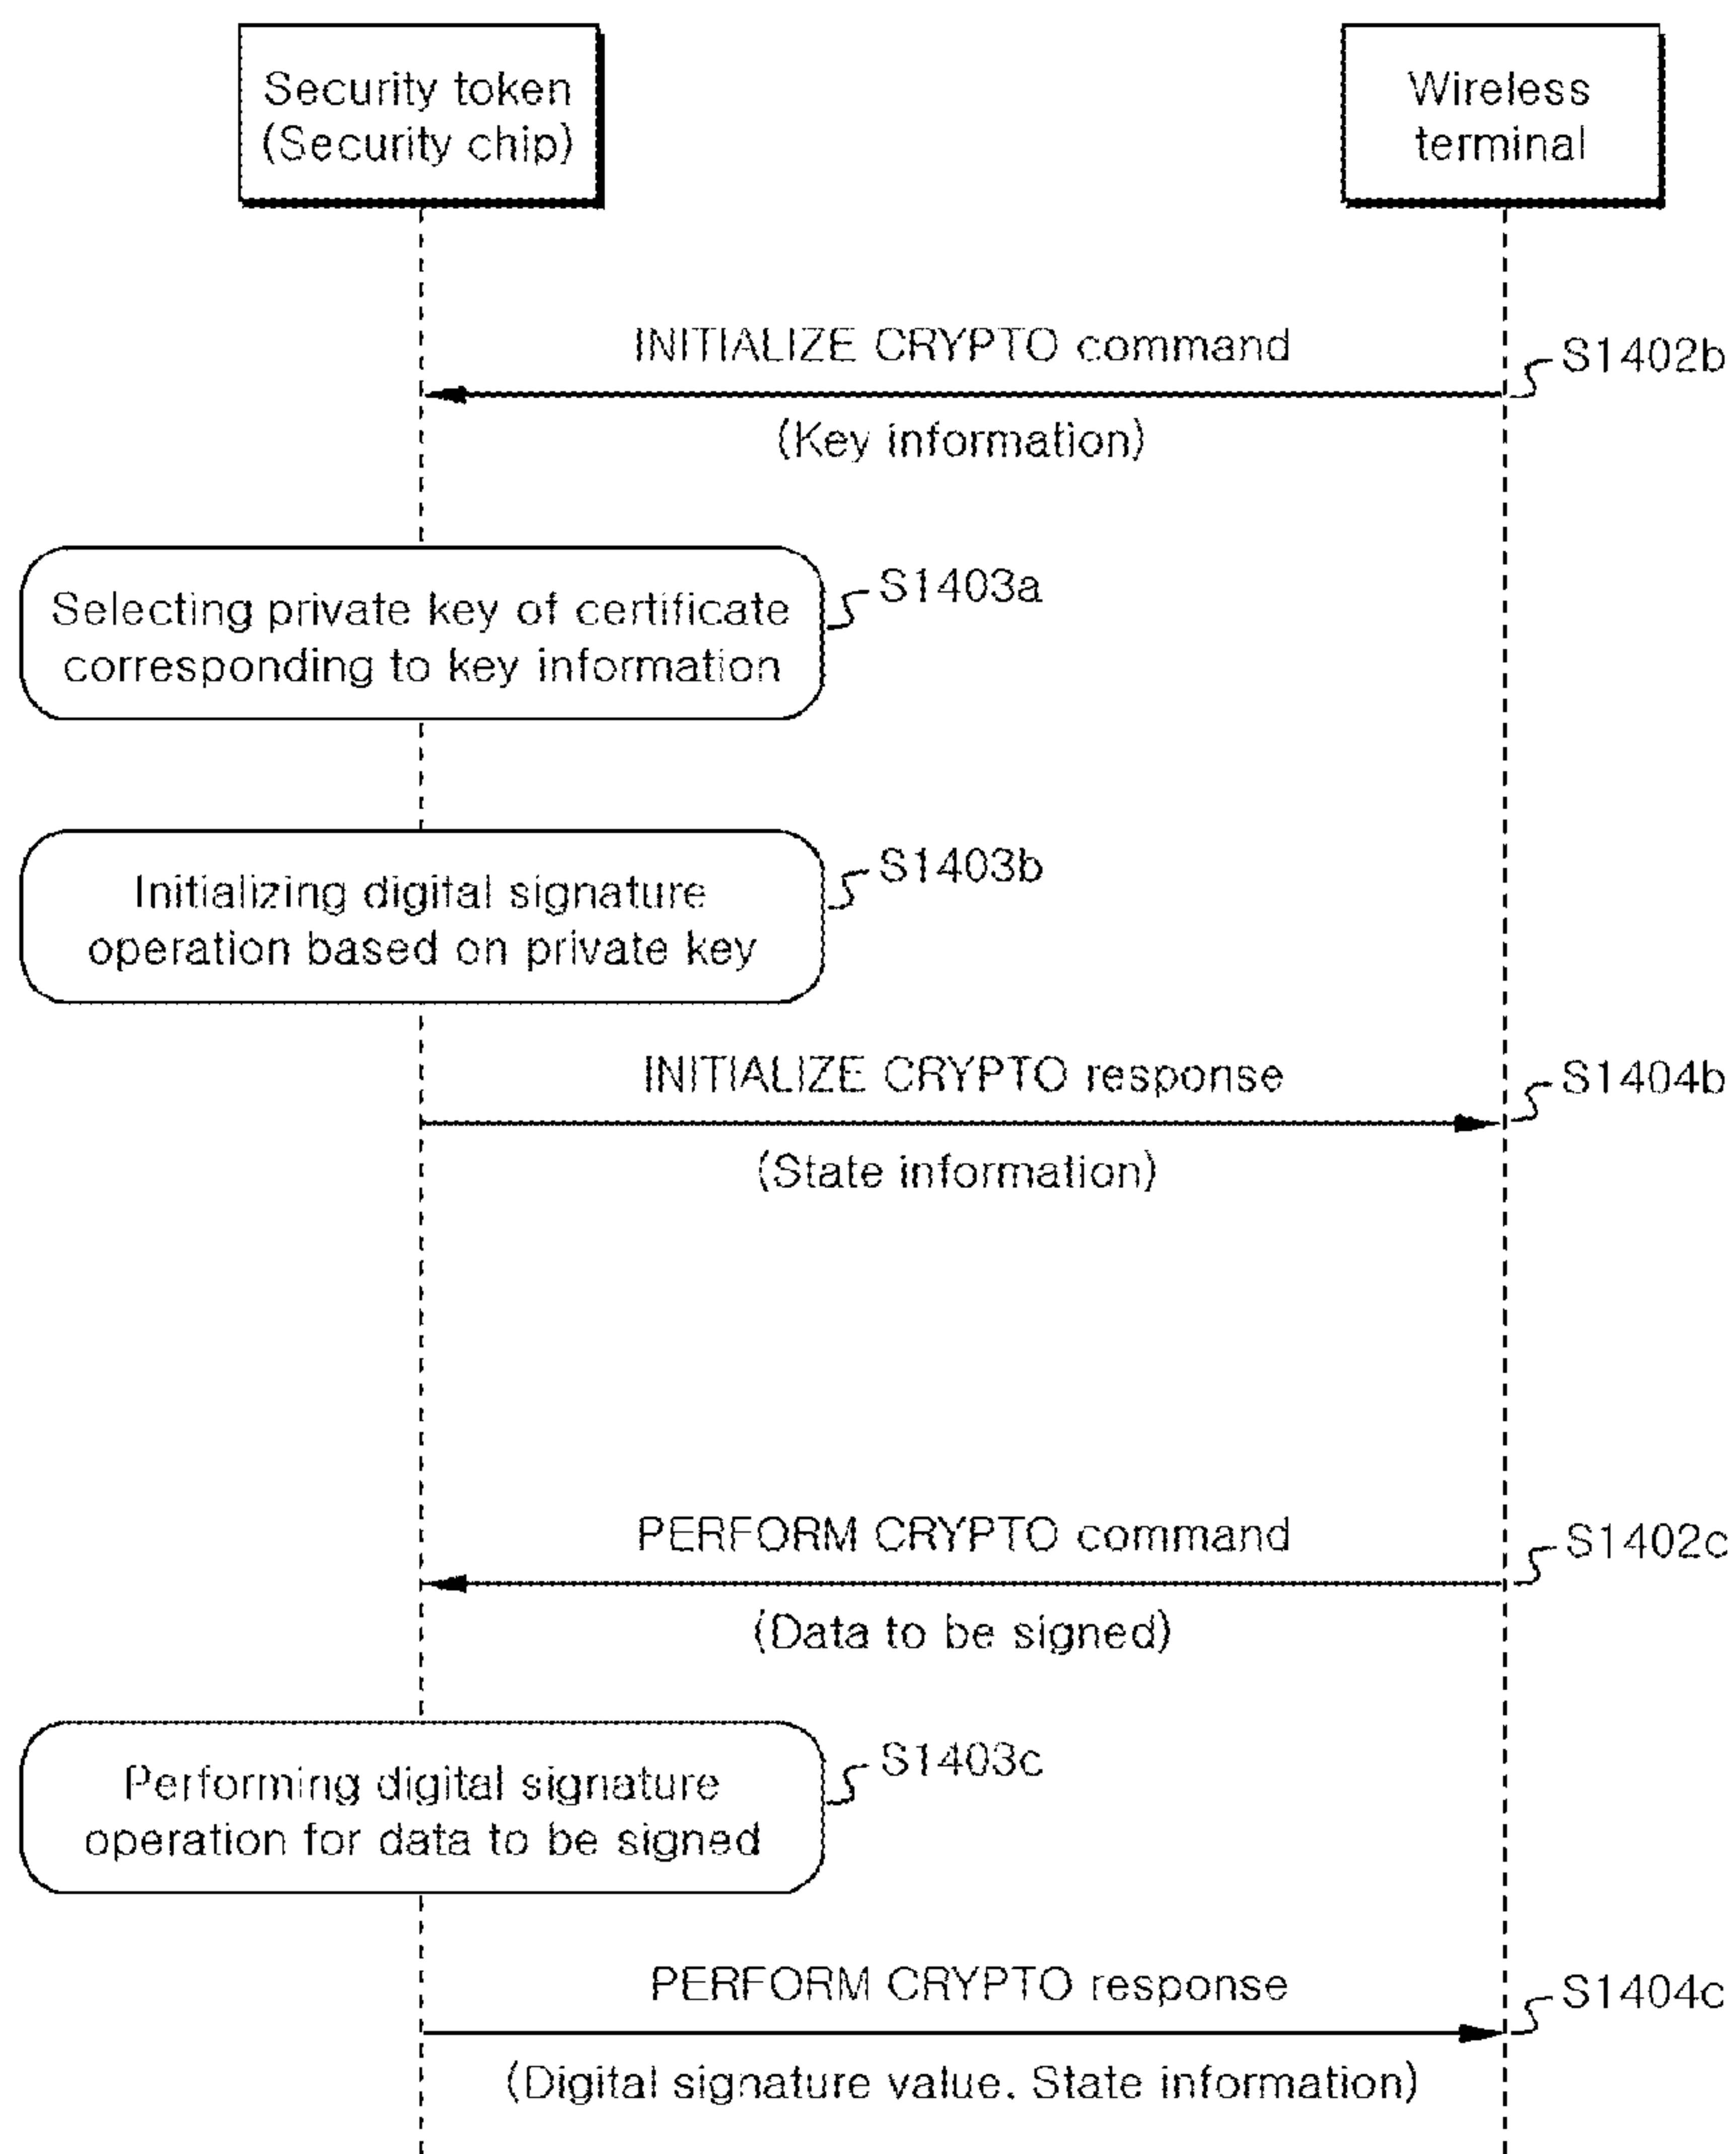 Security token
(Security chip)
Wireless
terminal
INITIALIZE CRYPTO command
S1402b
(Key information)
S1403a
Selecting private key of certificate
corresponding to key information
S1403b
Initializing digital signature
operation based on private key
INITIALIZE CRYPTO response
S1404b
(State information)
PERFORM CRYPTO command
S1402c
(Data to be signed)
S1403c
Performing digital signature
operation for data to be signed
PERFORM CRYPTO response
S1404c
(Digital signature value. State information)